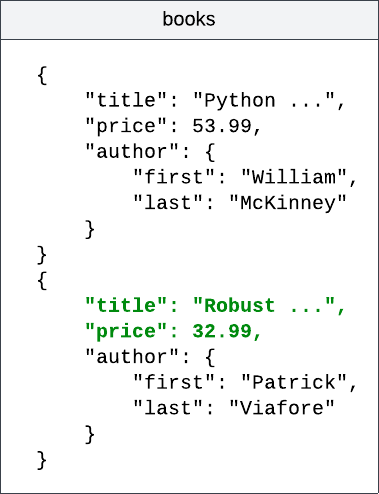 books
{
    "title": "Python ...",
    "price": 53.99,
    "author": {
        "first": "William",
        "last": "McKinney"
    }
}
{
    "title": "Robust ...",
    "price": 32.99,
    "author": {
        "first": "Patrick",
        "last": "Viafore"
    }
}